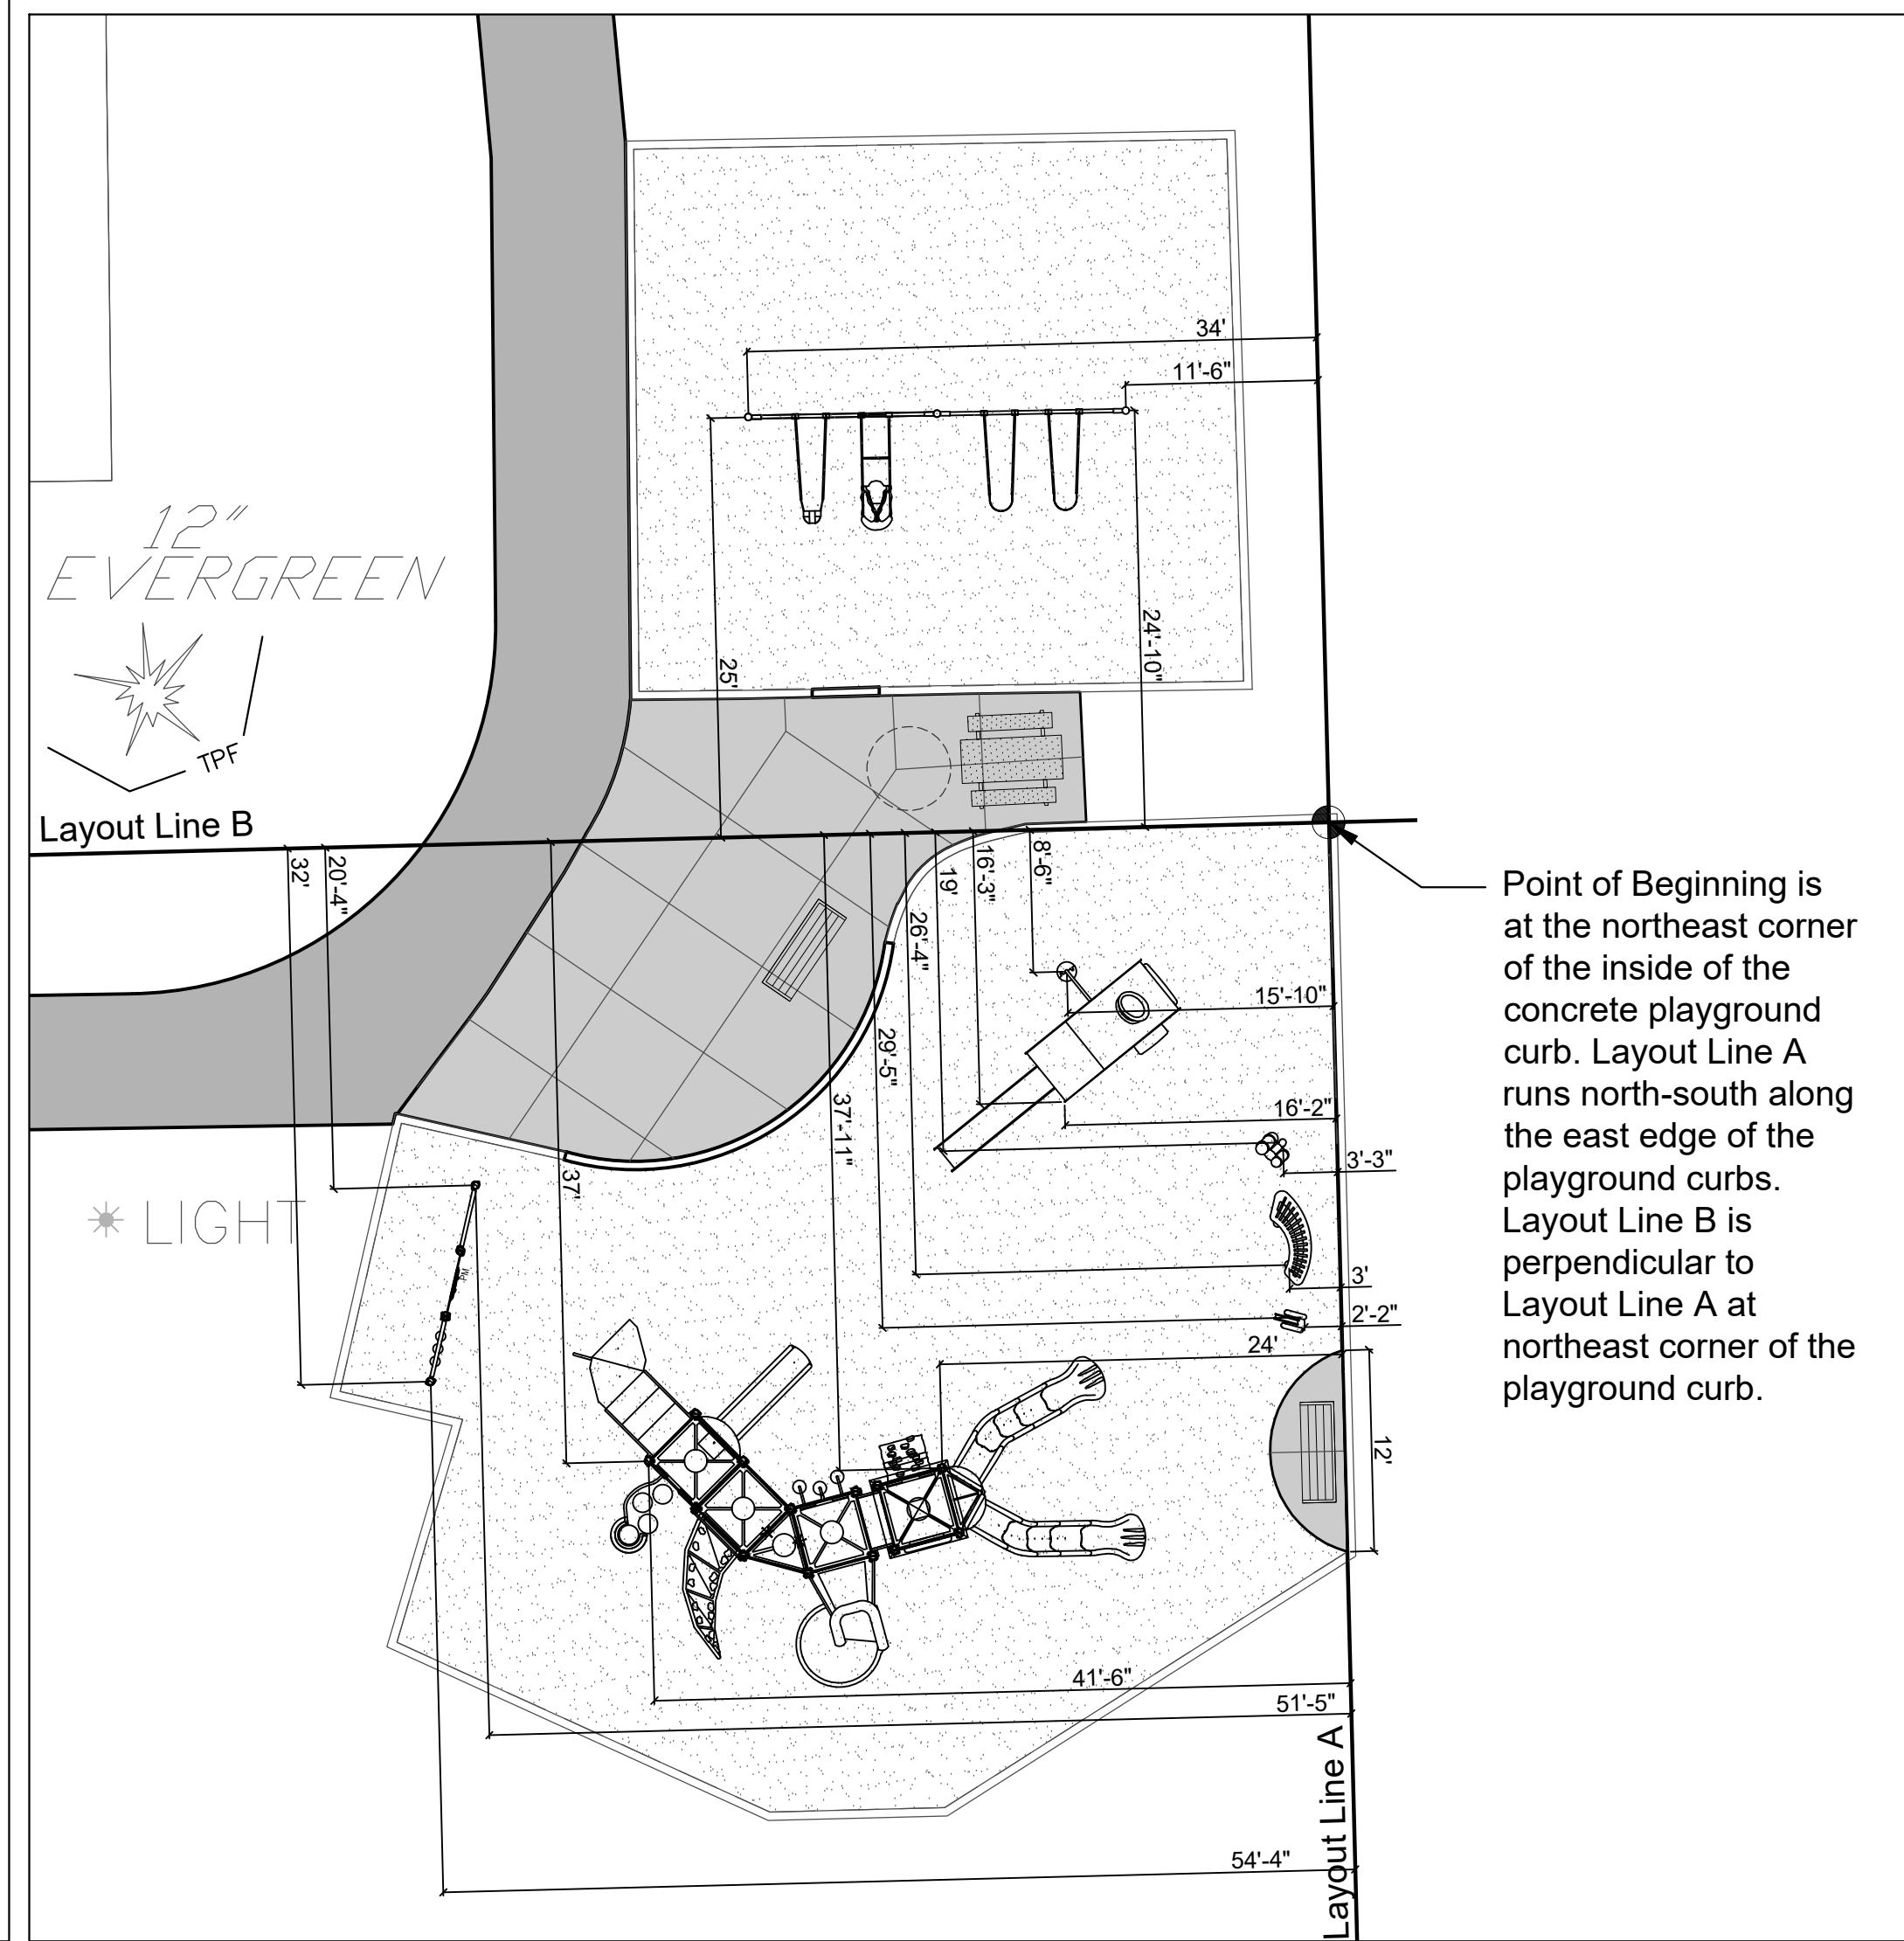 34'
11'-6"
12"
EVERGREEN
24'-10"
25'
TPF
Layout Line B
32'
20'-4"
8'-6"
16'-3"
19'
26'-4"
29'-5"
37'-11"
37'
15'-10"
16'-2"
3'-3"
3'
2'-2"
24'
12'
LIGHT
PM
41'-6"
51'-5"
54'-4"
Layout Line A
Point of Beginning is
at the northeast corner
of the inside of the
concrete playground
curb. Layout Line A
runs north-south along
the east edge of the
playground curbs.
Layout Line B is
perpendicular to
Layout Line A at
northeast corner of the
playground curb.